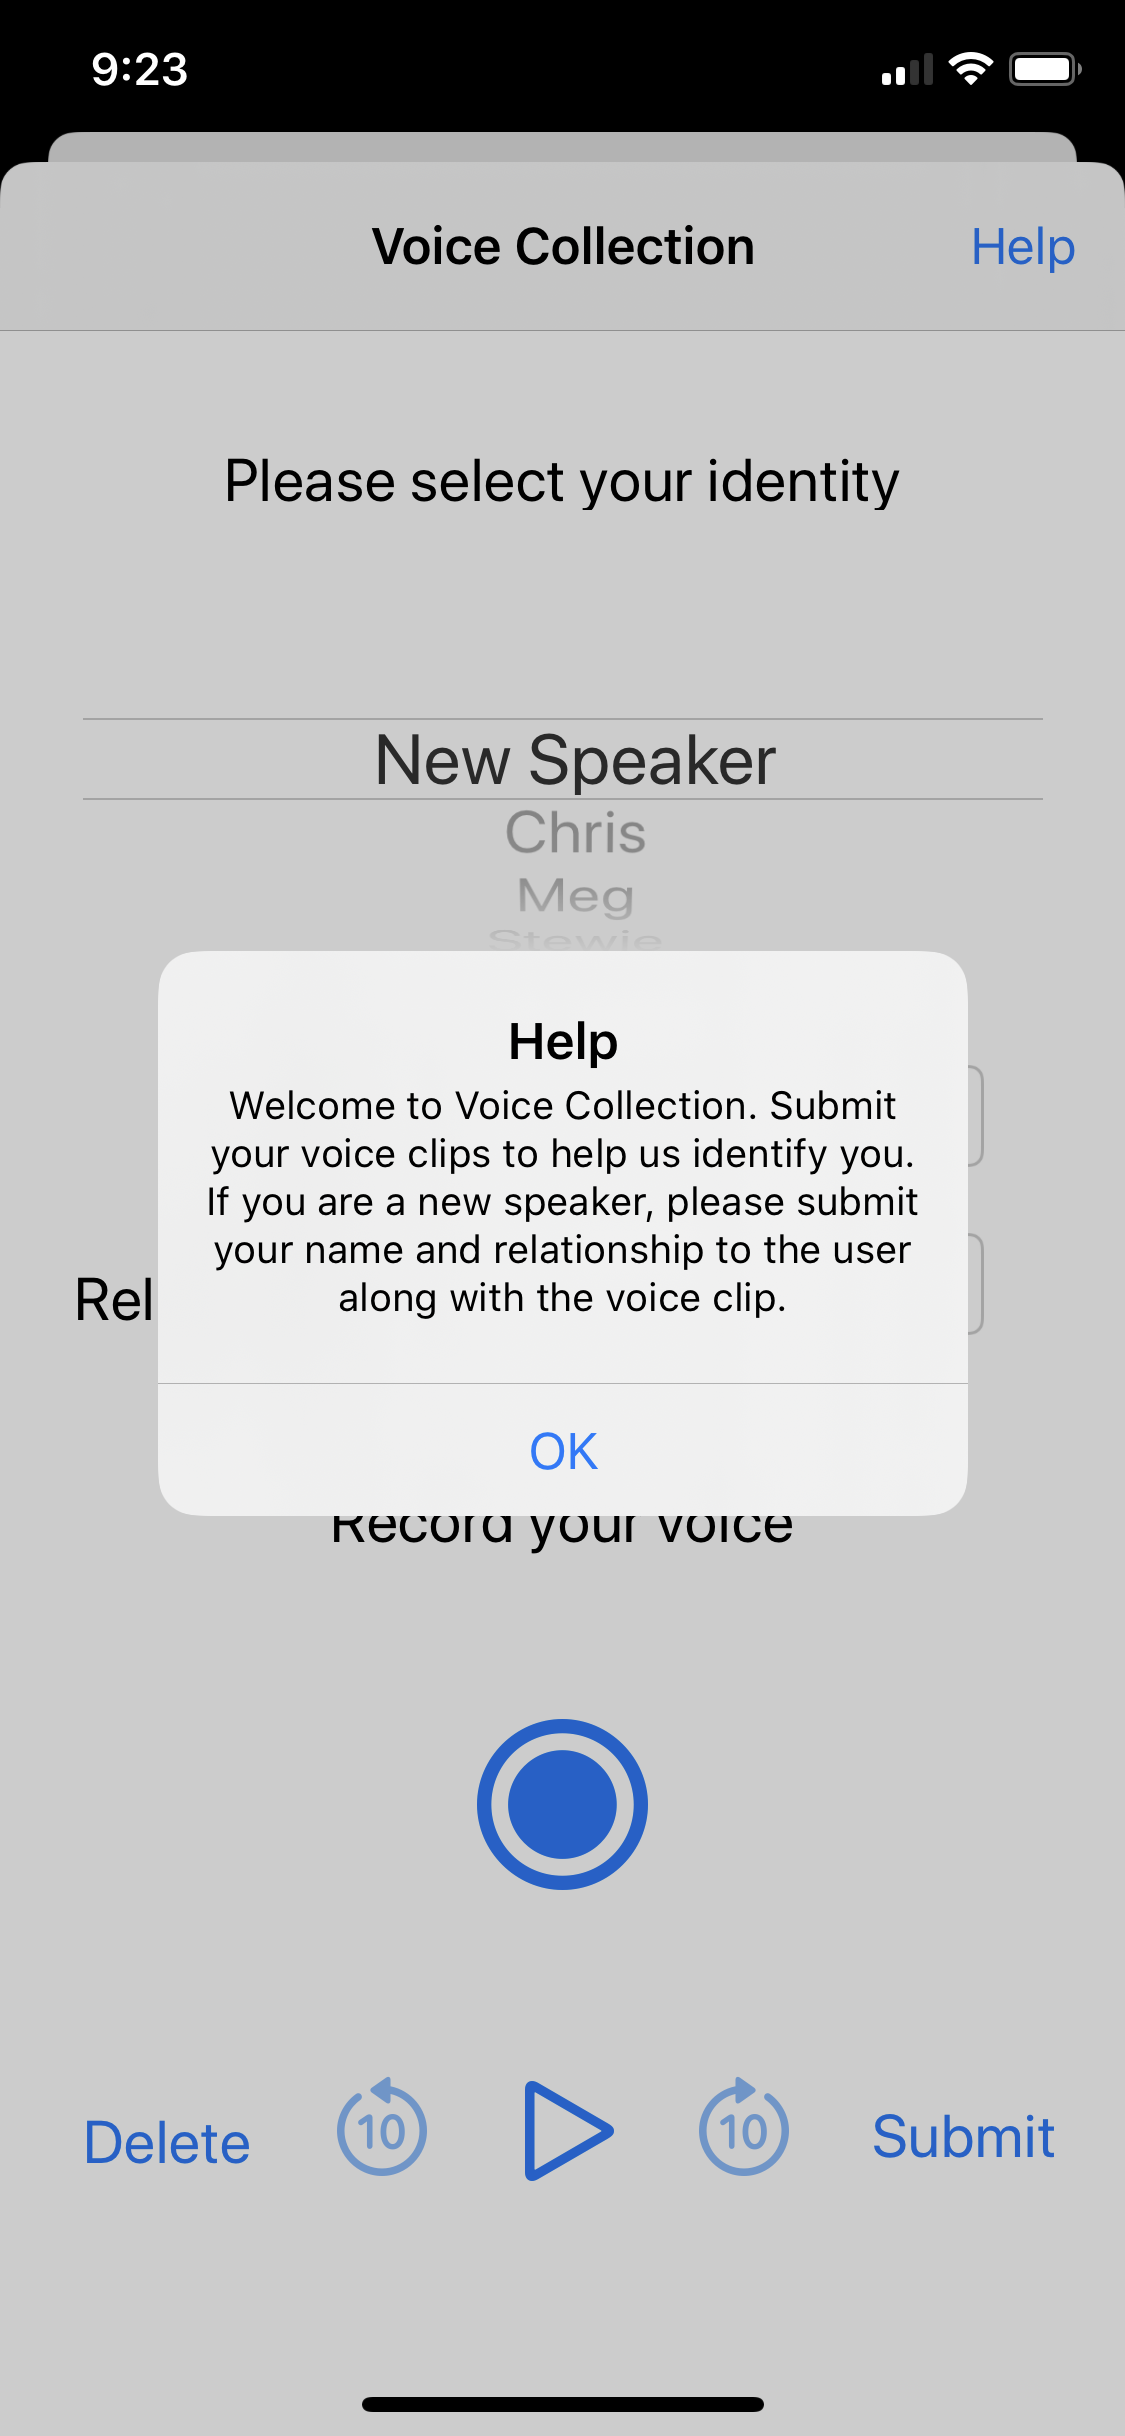 9:23
Voice Collection
Help
Please select your identity
New Speaker
Chris
Meg
Stewie
Help
Welcome to Voice Collection. Submit
your voice clips to help us identify you.
If you are a new speaker, please submit
your name and relationship to the user
along with the voice clip.
Rel
OK
Record your voice
Delete
10
10
Submit